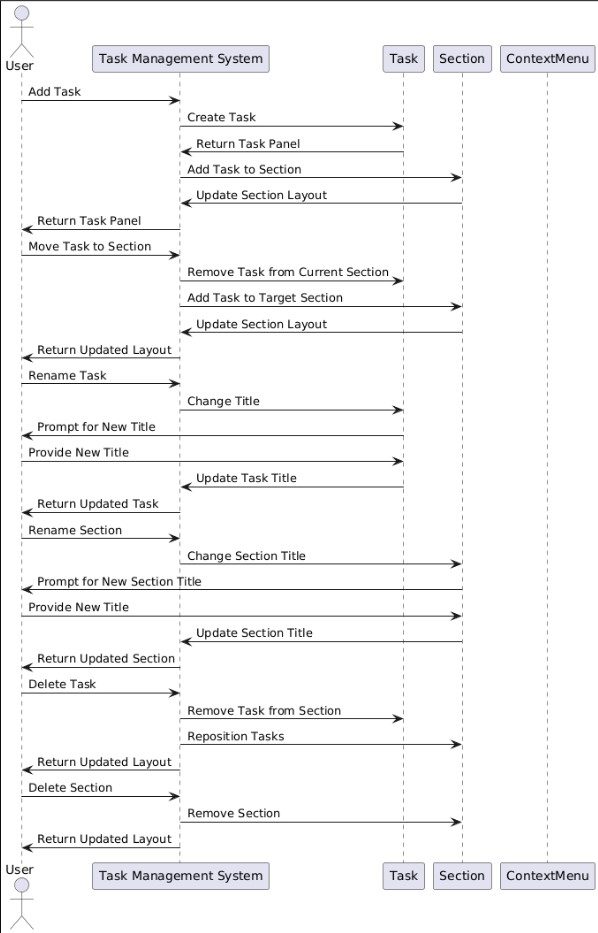 User
Task Management System
Task
Section
ContextMenu
Add Task
Create Task
Return Task Panel
Add Task to Section
Update Section Layout
Return Task Panel
Move Task to Section
Remove Task from Current Section
Add Task to Target Section
Update Section Layout
Return Updated Layout
Rename Task
Change Title
Prompt for New Title
Provide New Title
Update Task Title
Return Updated Task
Rename Section
Change Section Title
Prompt for New Section Title
Provide New Title
Update Section Title
Return Updated Section
Delete Task
Remove Task from Section
Reposition Tasks
Return Updated Layout
Delete Section
Remove Section
Return Updated Layout
User
Task Management System
Task
Section
ContextMenu